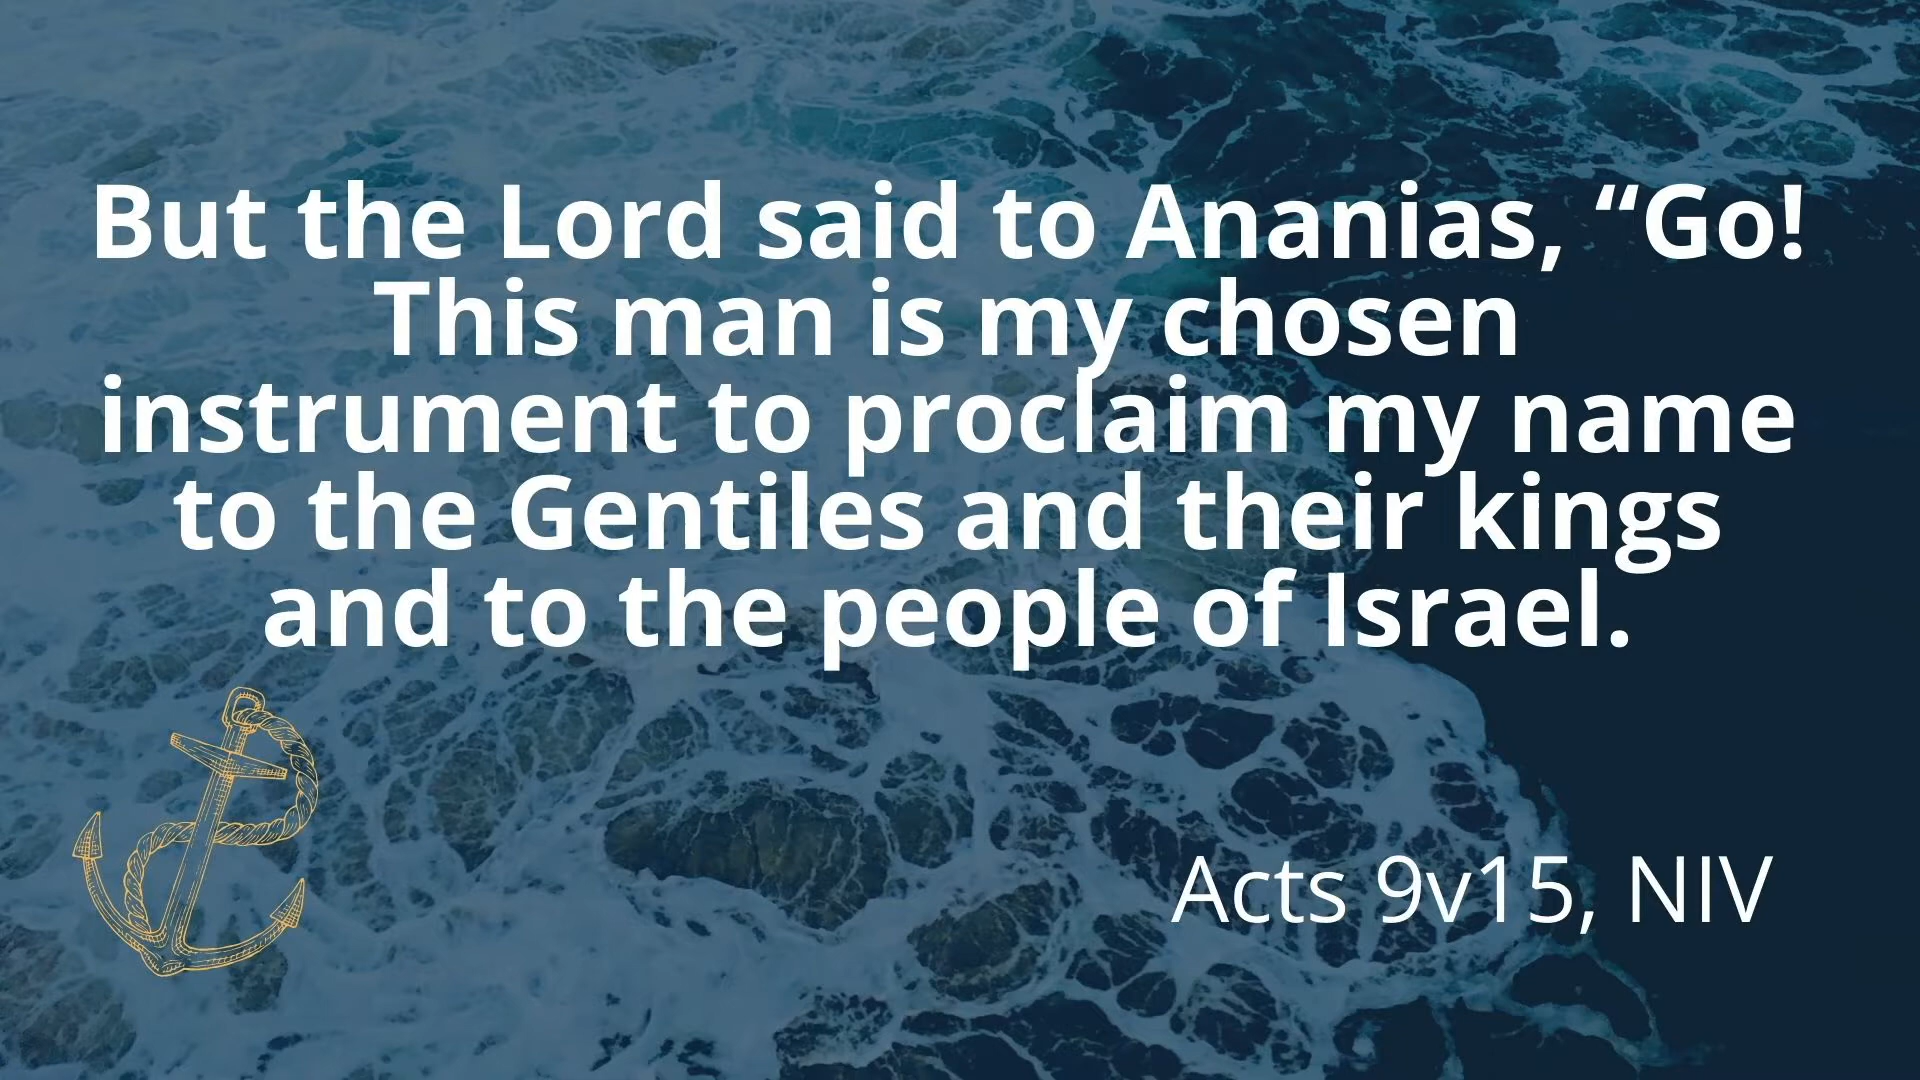 But the Lord said to Ananias, “Go!
This man is my chosen
instrument to proclaim my name
to the Gentiles and their kings
and to the people of Israel.
Acts 9v15, NIV